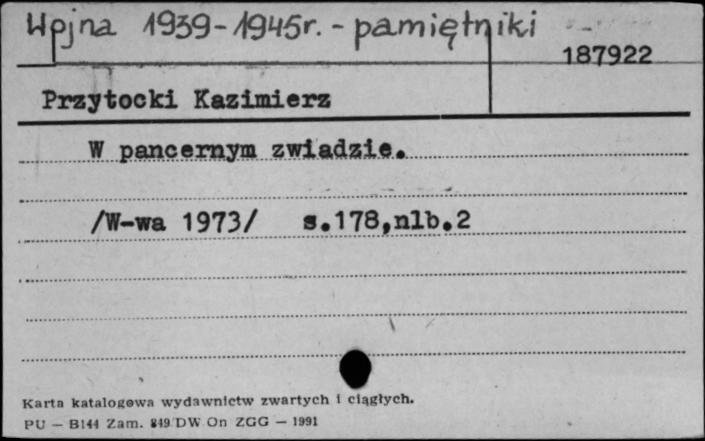 Wojna 1939-1945r. - pamiętniki
187922
Przytocki Kazimierz
W pancernym zwiadzie.
/W-wa 1973/ s.178,nlb.2
Karta katalogowa wydawnictw zwartych i ciągłych.
PU — B144 Zam. 849 DW On ZGG — 1991